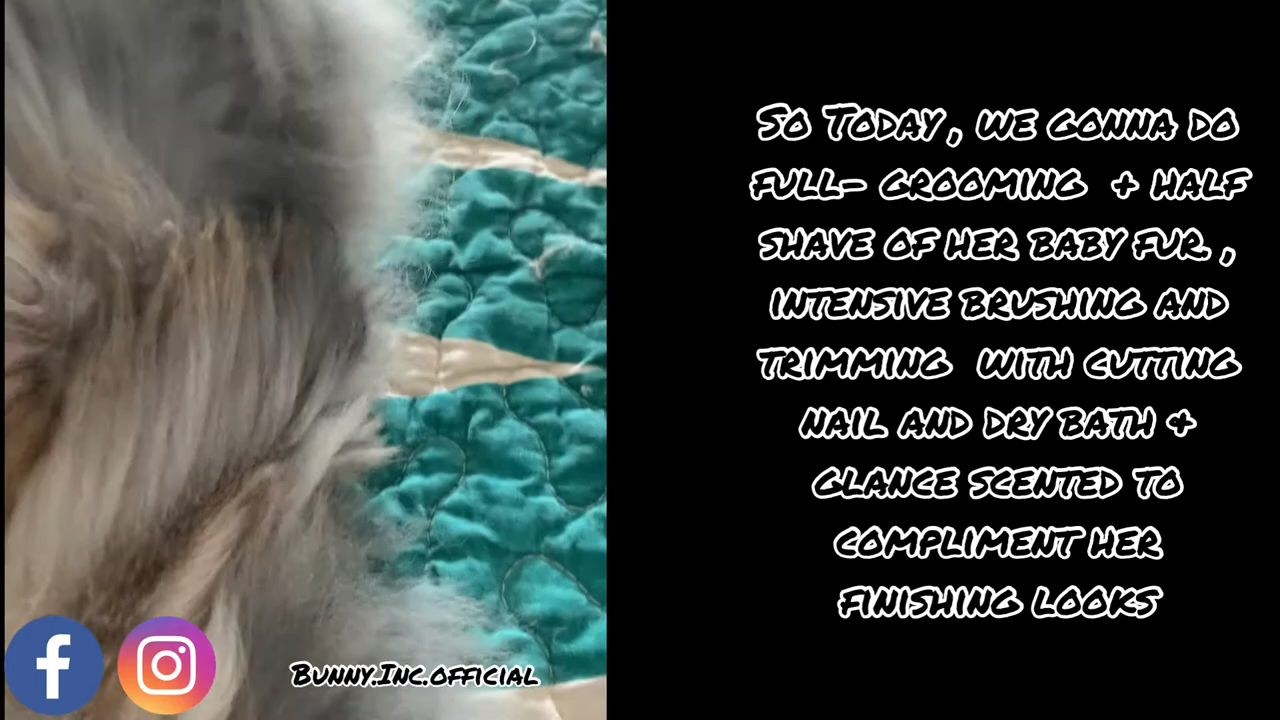 So Today, we gonna do
full- grooming + half
shave of her baby fur. ,
intensive brushing and
trimming with cutting
nail and dry bath &
glance scented to
compliment her
finishing looks
Bunny.Inc.official